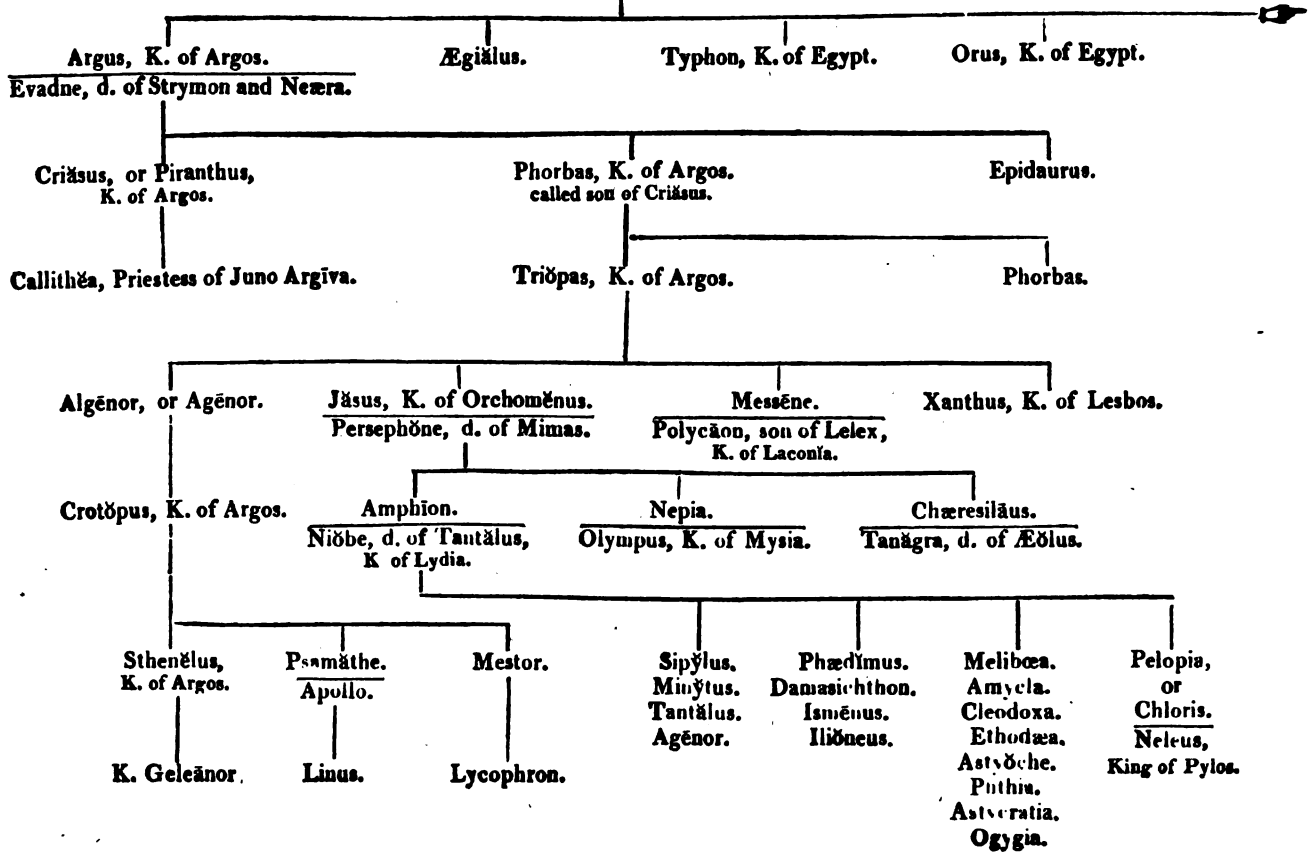 Argus, K. of Argos.
Evadne, d. of Strymon and Neæra.
Ægiălus.
Typhon, K. of Egypt.
Orus, K. of Egypt.
Criăsus, or Piranthus,
K. of Argos.
Phorbas, K. of Argos.
called son of Criăsus.
Epidaurus.
Callithĕa, Priestess of Juno Argīva.
Triŏpas, K. of Argos.
Phorbas.
Algēnor, or Agēnor.
Jăsus, K. of Orchomĕnus.
Persephŏne, d. of Mimas.
Messēne.
Polycāon, son of Lelex,
K. of Laconĭa.
Xanthus, K. of Lesbos.
Crotŏpus, K. of Argos.
Amphīon.
Niŏbe, d. of Tantălus,
K of Lydia.
Nepia.
Olympus, K. of Mysia.
Chæresilāus.
Tanăgra, d. of Æŏlus.
Sthenĕlus,
K. of Argos.
Psamăthe.
Apollo.
Mestor.
Sipy̆lus.
Miny̆tus.
Tantălus.
Agēnor.
Phædĭmus.
Damasichthon.
Ismēnus.
Iliŏneus.
Melibœa.
Amycla.
Cleodoxa.
Ethodæa.
Astyŏche.
Pthia.
Astycratia.
Ogygia.
Pelopia,
or
Chloris.
Neleus,
King of Pylos.
K. Geleānor.
Linus.
Lycophron.